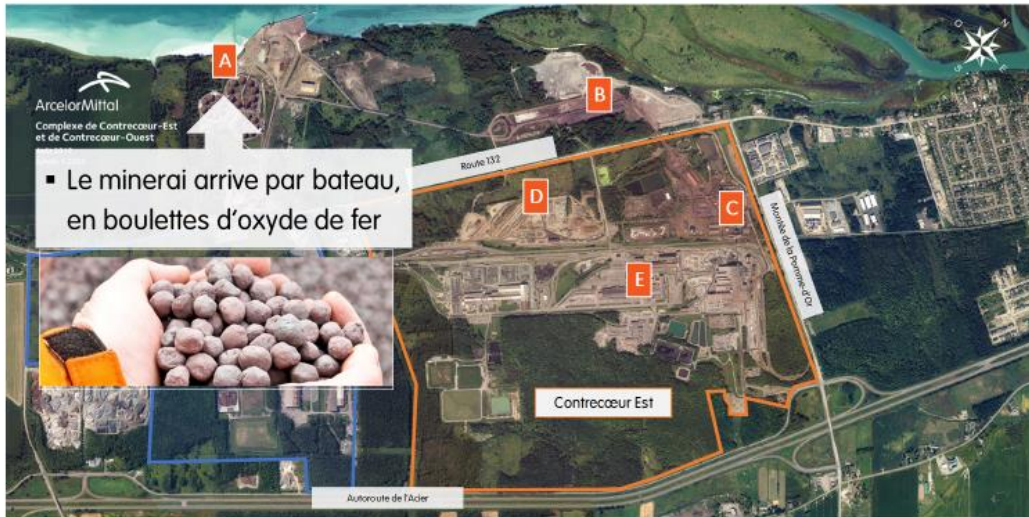 A
B
N
O
S
E
ArcelorMittal
Complexe de Contrecœur-Est
et de Contrecœur-Ouest
Route 132
▪ Le minerai arrive par bateau,
en boulettes d'oxyde de fer
D
C
Montée de la Pomme-d'Or
E
Contrecœur Est
Autoroute de l'Acier